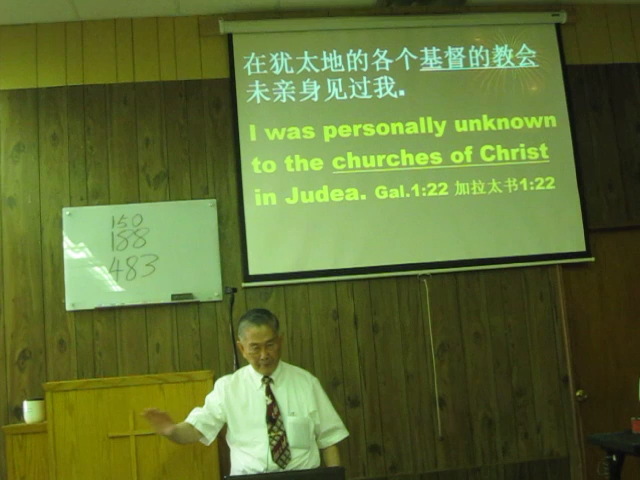 在犹太地的各个基督的教会
未亲身见过我.
I was personally unknown
to the churches of Christ
in Judea. Gal.1:22 加拉太书1:22
150
188
483